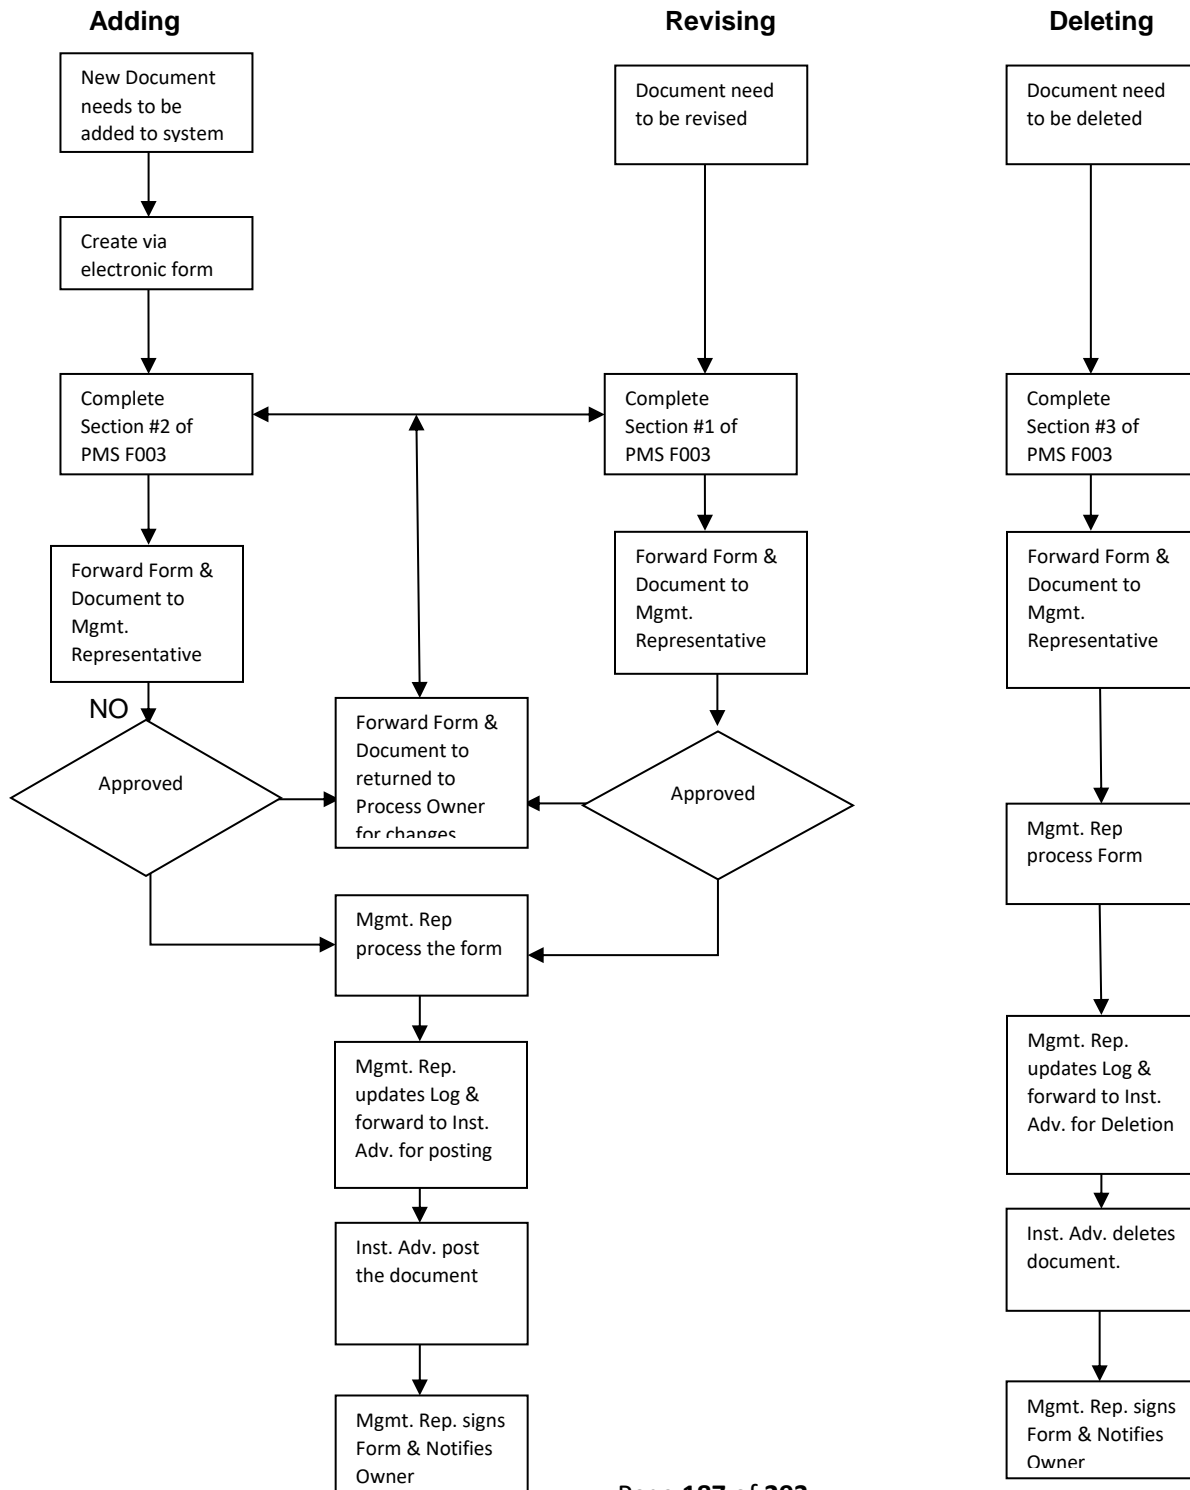 Adding
Revising
Deleting
New Document
needs to be
added to system
Document need
to be revised
Document need
to be deleted
Create via
electronic form
Complete
Section #2 of
PMS F003
Complete
Section #1 of
PMS F003
Complete
Section #3 of
PMS F003
Forward Form &
Document to
Mgmt.
Representative
Forward Form &
Document to
Mgmt.
Representative
Forward Form &
Document to
Mgmt.
Representative
NO
Approved
Forward Form &
Document to
returned to
Process Owner
for changes
Approved
Mgmt. Rep
process Form
Mgmt. Rep
process the form
Mgmt. Rep.
updates Log &
forward to Inst.
Adv. for posting
Mgmt. Rep.
updates Log &
forward to Inst.
Adv. for Deletion
Inst. Adv. post
the document
Inst. Adv. deletes
document.
Mgmt. Rep. signs
Form & Notifies
Owner
Mgmt. Rep. signs
Form & Notifies
Owner